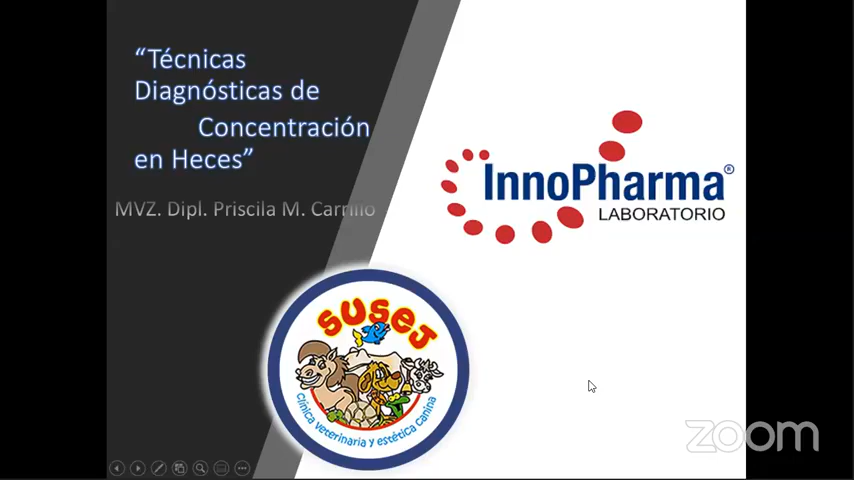 “Técnicas
Diagnósticas de
Concentración
en Heces”
MVZ. Dipl. Priscila M. Carrillo
InnoPharma®
LABORATORIO
SUSEJ
clínica veterinaria y estética canina
zoom